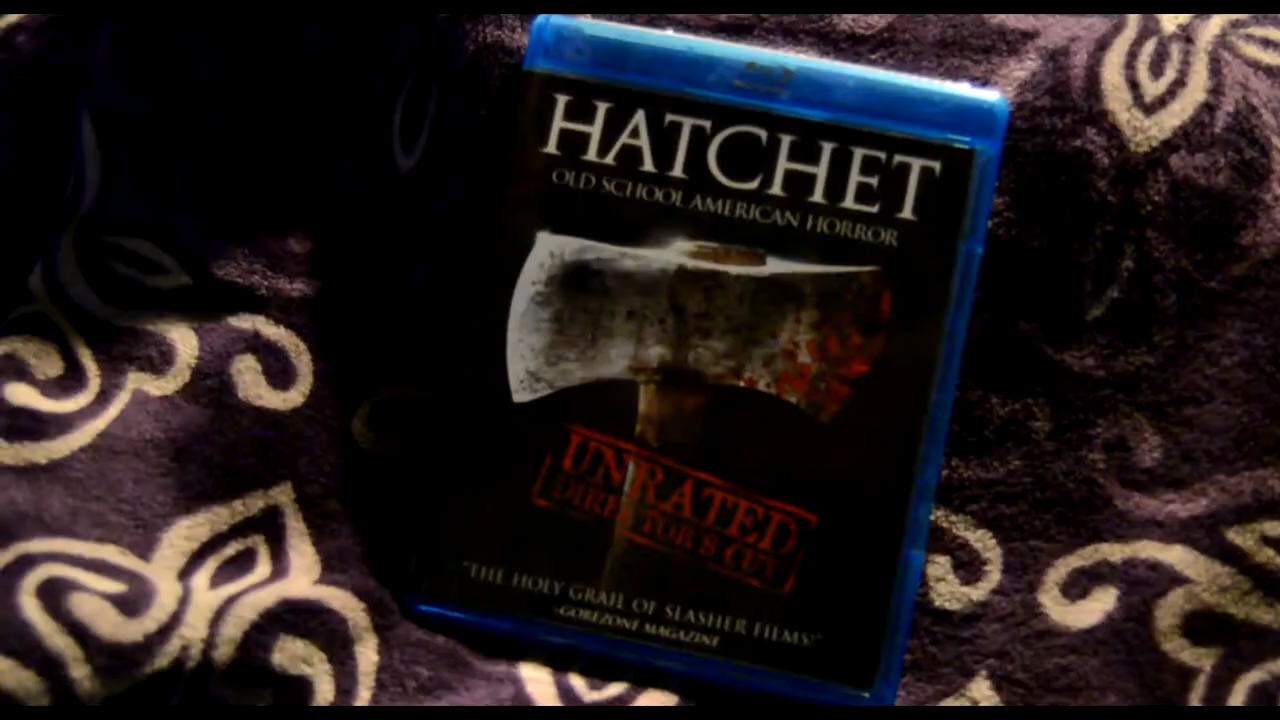 HATCHET
OLD SCHOOL AMERICAN HORROR
UNRATED
DIRECTOR'S CUT
"THE HOLY GRAIL OF SLASHER FILMS!"
-GOREZONE MAGAZINE